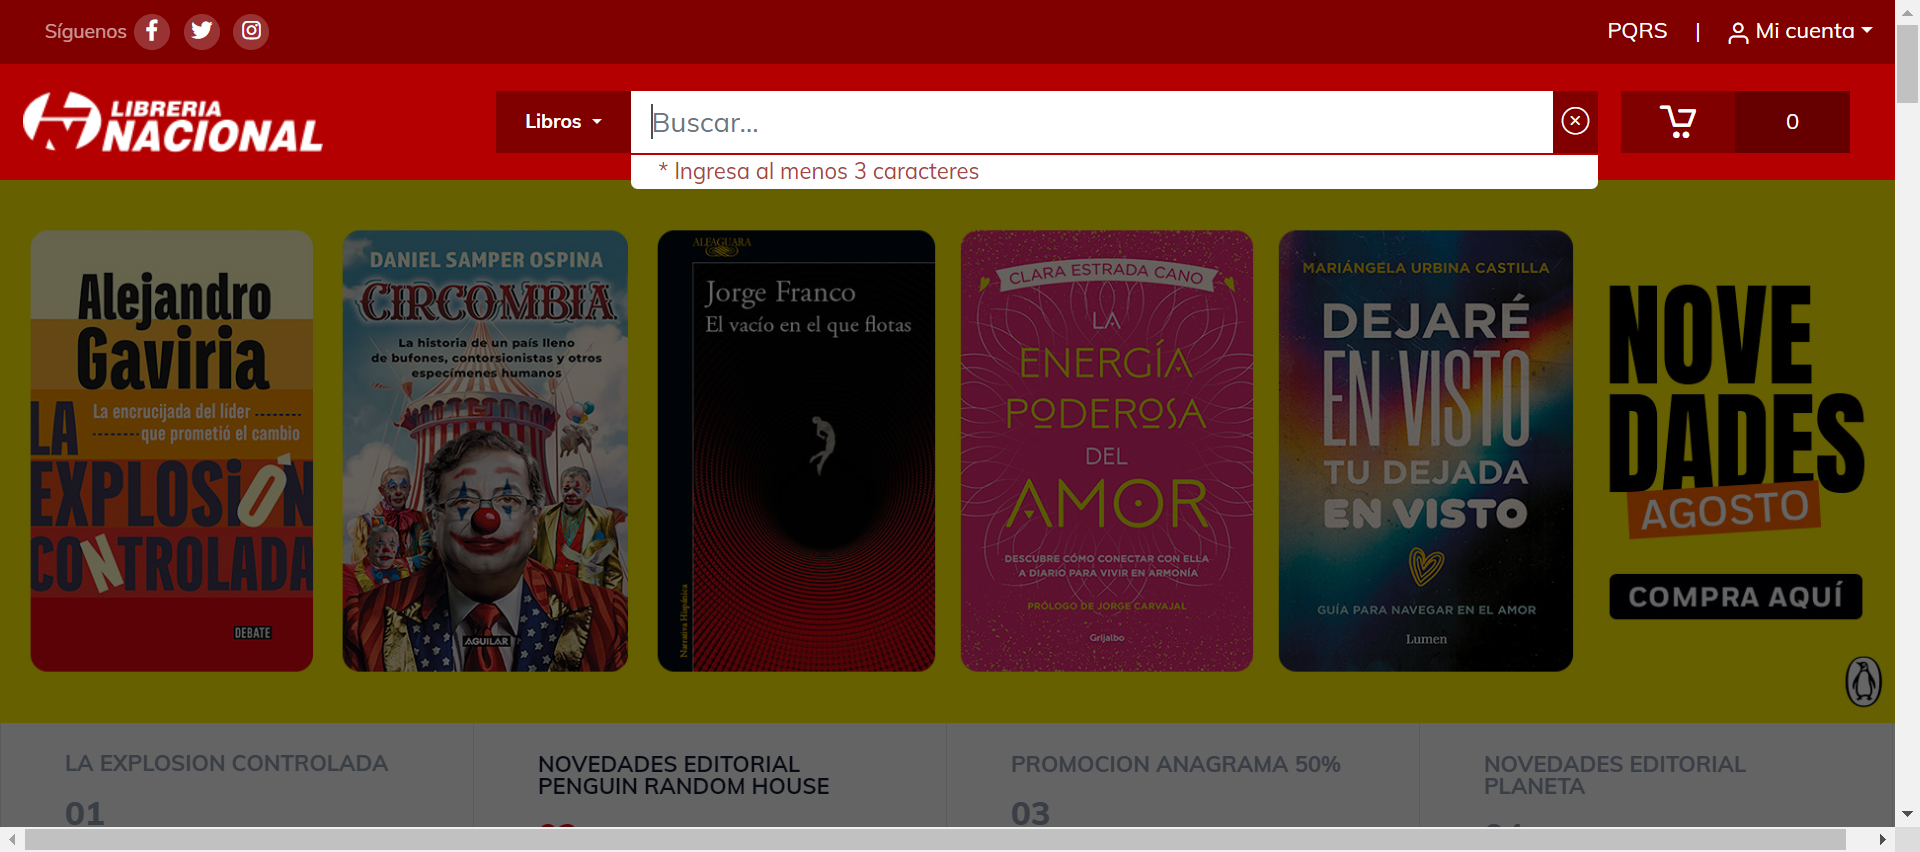 Síguenos
PQRS | Mi cuenta
LIBRERIA
NACIONAL
Libros
Buscar...
0
* Ingresa al menos 3 caracteres
Alejandro
Gaviria
La encrucijada del líder
que prometió el cambio
LA
EXPLOSIÓN
CONTROLADA
DEBATE
DANIEL SAMPER OSPINA
CIRCOMBIA
La historia de un país lleno
de bufones, contorsionistas y otros
especímenes humanos
AGUILAR
ALFAGUARA
Jorge Franco
El vacío en el que flotas
Narrativa Hispánica
CLARA ESTRADA CANO
LA
ENERGÍA
PODEROSA
DEL
AMOR
DESCUBRE CÓMO CONECTAR CON ELLA
A DIARIO PARA VIVIR EN ARMONÍA
PRÓLOGO DE JORGE CARVAJAL
Grijalbo
MARIÁNGELA URBINA CASTILLA
DEJARÉ
EN VISTO
TU DEJADA
EN VISTO
GUÍA PARA NAVEGAR EN EL AMOR
Lumen
NOVE
DADES
AGOSTO
COMPRA AQUÍ
LA EXPLOSION CONTROLADA
01
NOVEDADES EDITORIAL
PENGUIN RANDOM HOUSE
PROMOCION ANAGRAMA 50%
03
NOVEDADES EDITORIAL
PLANETA